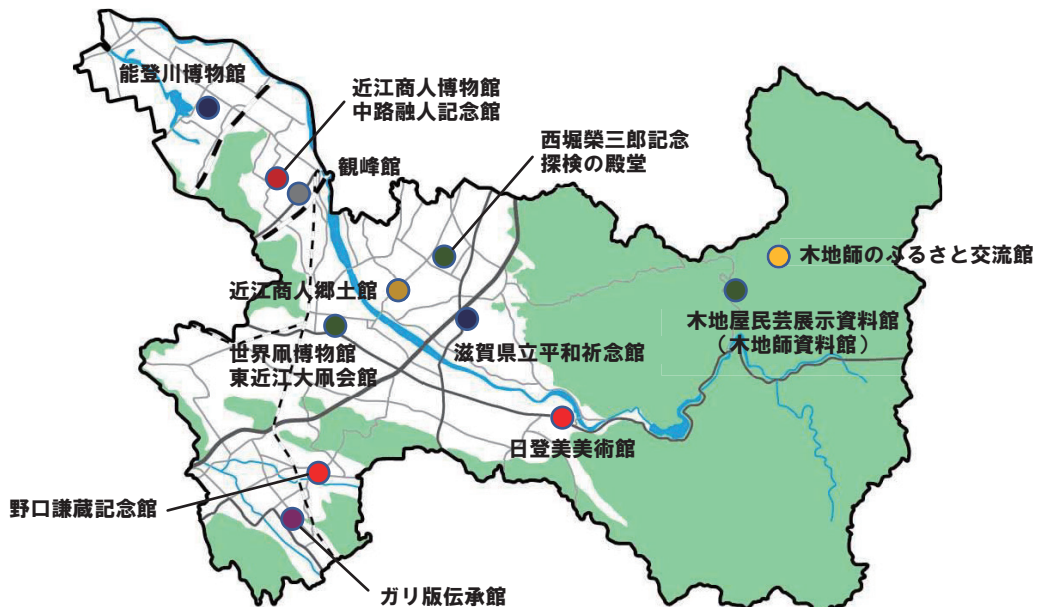 能登川博物館
近江商人博物館
中路融人記念館
西堀榮三郎記念
探検の殿堂
観峰館
木地師のふるさと交流館
近江商人郷土館
木地屋民芸展示資料館
（木地師資料館）
世界凧博物館
東近江大凧会館
滋賀県立平和祈念館
日登美美術館
野口謙蔵記念館
ガリ版伝承館